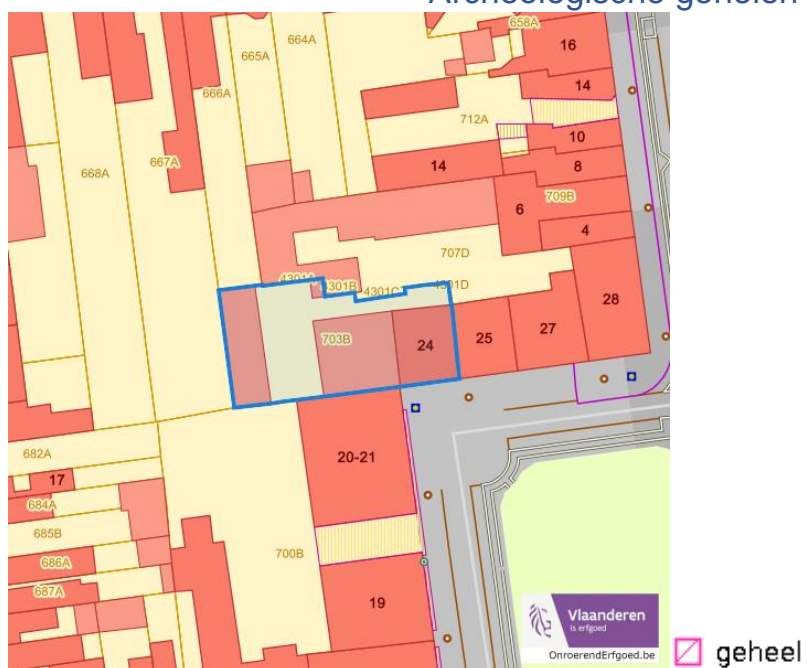 Archeologische gehelen
658A
664A
16
665A
666A
14
712A
10
667A
14
8
668A
6
709B
4
707D
4301A
4301B
4301C
4301D
28
27
25
703B
24
682A
20-21
17
684A
685B
700B
686A
687A
19
Vlaanderen
is erfgoed
OnroerendErfgoed.be
geheel